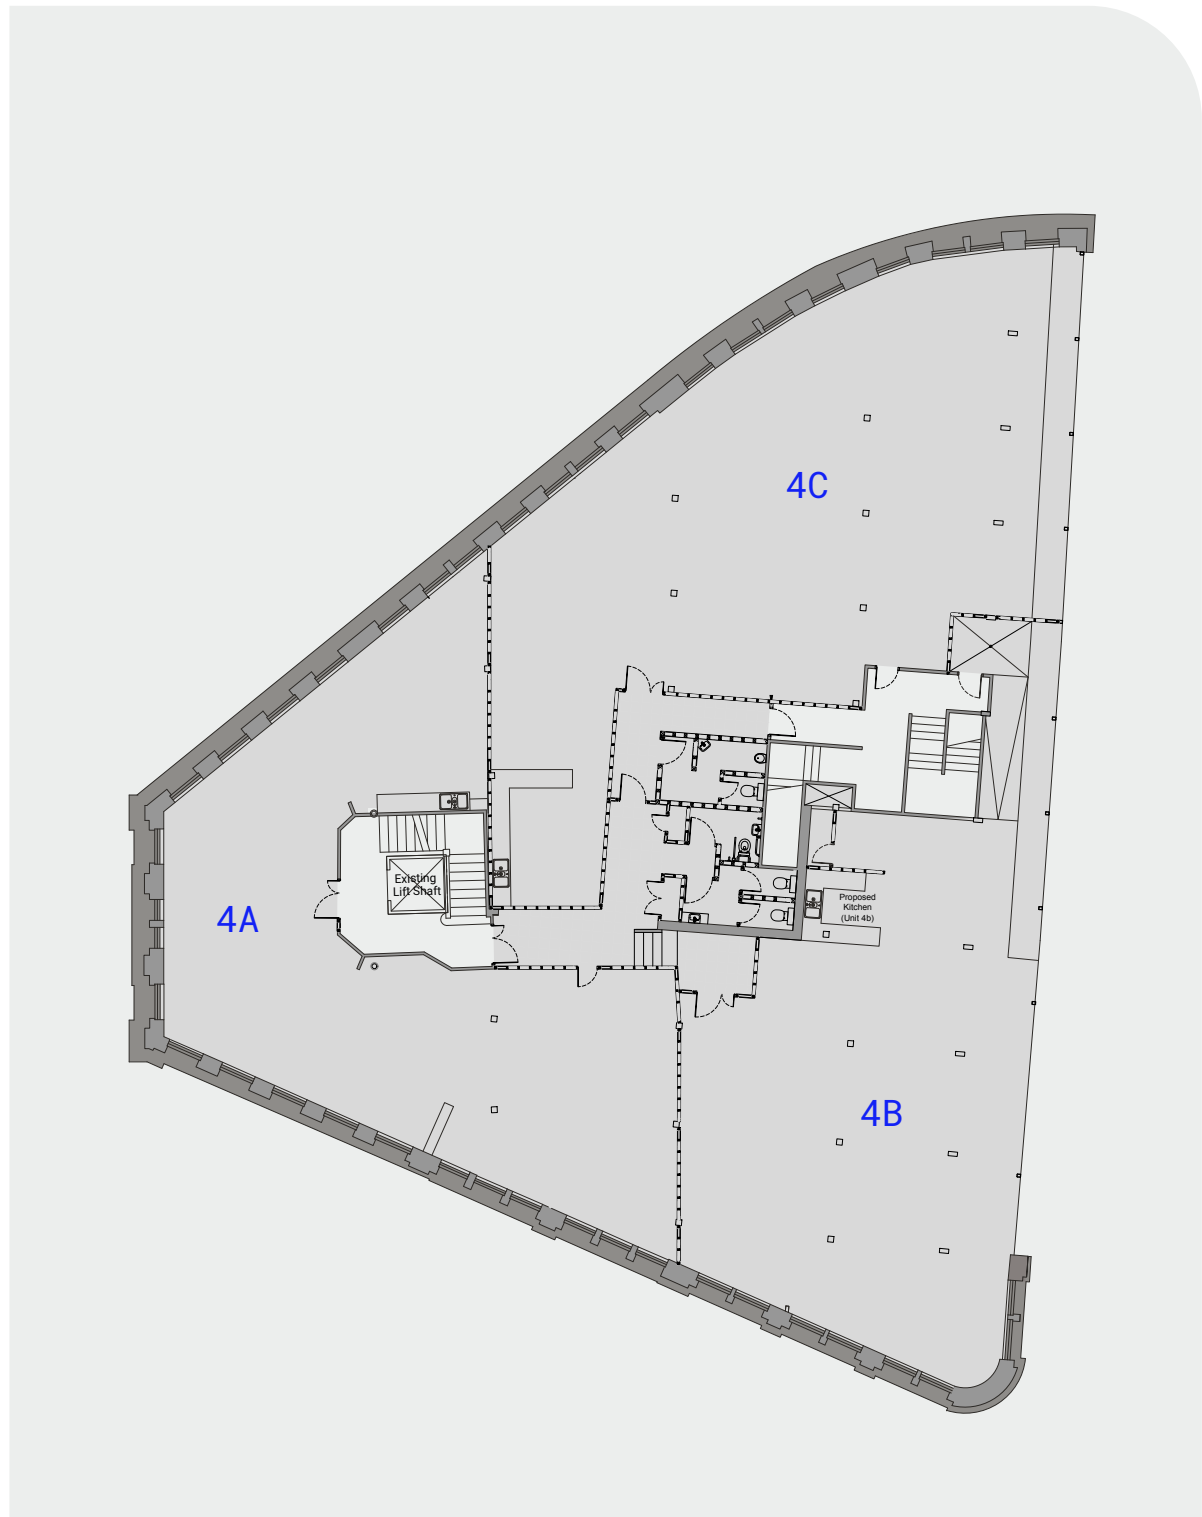 4C
Existing
Lift Shaft
4A
Proposed
Kitchen
(Unit 4b)
4B